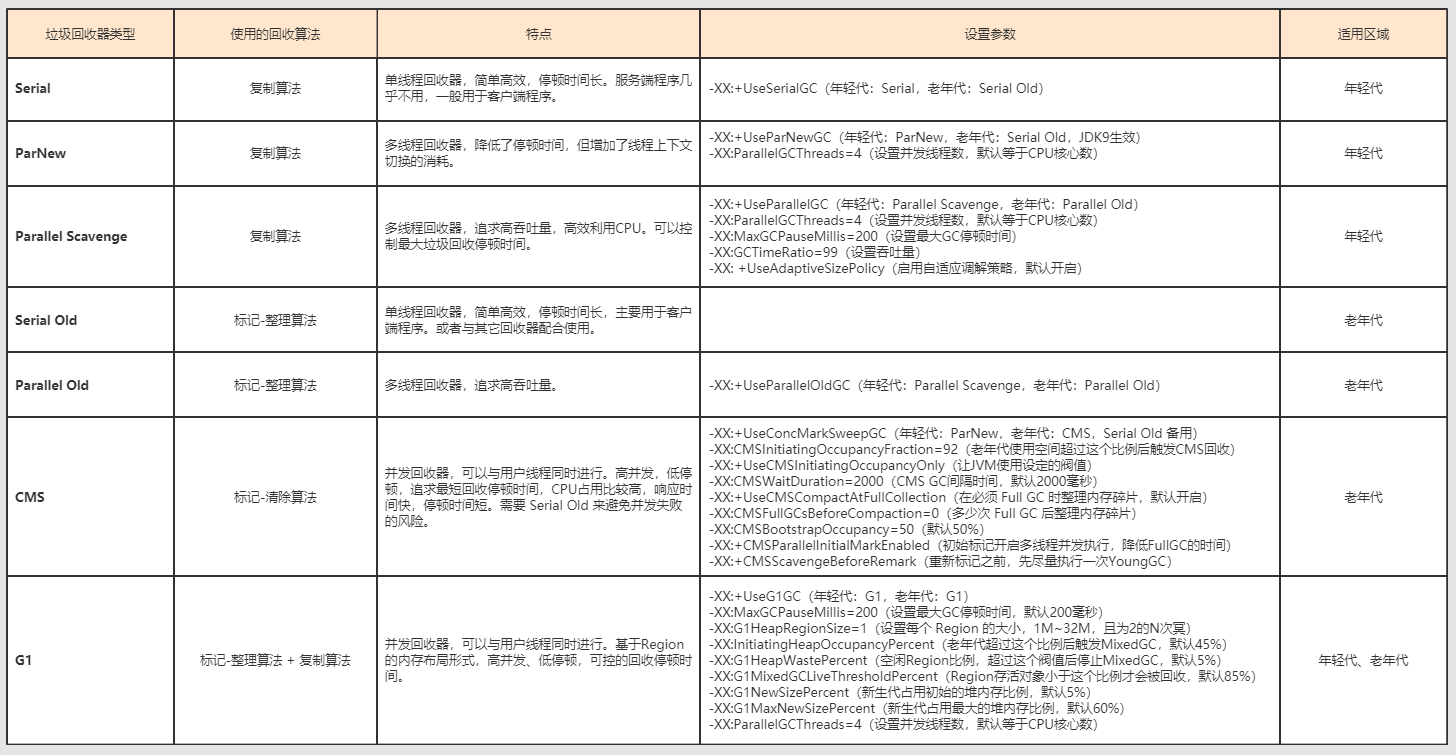 垃圾回收器类型
使用的回收算法
特点
设置参数
适用区域
Serial
复制算法
单线程回收器，简单高效，停顿时间长。服务端程序几
乎不用，一般用于客户端程序。
-XX:+UseSerialGC（年轻代：Serial，老年代：Serial Old）
年轻代
ParNew
复制算法
多线程回收器，降低了停顿时间，但增加了线程上下文
切换的消耗。
-XX:+UseParNewGC（年轻代：ParNew，老年代：Serial Old，JDK9生效）
-XX:ParallelGCThreads=4（设置并发线程数，默认等于CPU核心数）
年轻代
Parallel Scavenge
复制算法
多线程回收器，追求高吞吐量，高效利用CPU。可以控
制最大垃圾回收停顿时间。
-XX:+UseParallelGC（年轻代：Parallel Scavenge，老年代：Parallel Old）
-XX:ParallelGCThreads=4（设置并发线程数，默认等于CPU核心数）
-XX:MaxGCPauseMillis=200（设置最大GC停顿时间）
-XX:GCTimeRatio=99（设置吞吐量）
-XX: +UseAdaptiveSizePolicy（启用自适应调解策略，默认开启）
年轻代
Serial Old
标记-整理算法
单线程回收器，简单高效，停顿时间长，主要用于客户
端程序。或者与其它回收器配合使用。
老年代
Parallel Old
标记-整理算法
多线程回收器，追求高吞吐量。
-XX:+UseParallelOldGC（年轻代：Parallel Scavenge，老年代：Parallel Old）
老年代
CMS
标记-清除算法
并发回收器，可以与用户线程同时进行。高并发，低停
顿，追求最短回收停顿时间，CPU占用比较高，响应时
间快，停顿时间短。需要 Serial Old 来避免并发失败
的风险。
-XX:+UseConcMarkSweepGC（年轻代：ParNew，老年代：CMS，Serial Old 备用）
-XX:CMSInitiatingOccupancyFraction=92（老年代使用空间超过这个比例后触发CMS回收）
-XX:+UseCMSInitiatingOccupancyOnly（让JVM使用设定的阀值）
-XX:CMSWaitDuration=2000（CMS GC间隔时间，默认2000毫秒）
-XX:+UseCMSCompactAtFullCollection（在必须 Full GC 时整理内存碎片，默认开启）
-XX:CMSFullGCsBeforeCompaction=0（多少次 Full GC 后整理内存碎片）
-XX:CMSBootstrapOccupancy=50（默认50%）
-XX:+CMSParallelInitialMarkEnabled（初始标记开启多线程并发执行，降低FullGC的时间）
-XX:+CMSScavengeBeforeRemark（重新标记之前，先尽量执行一次YoungGC）
老年代
G1
标记-整理算法 + 复制算法
并发回收器，可以与用户线程同时进行。基于Region
的内存布局形式，高并发、低停顿，可控的回收停顿时
间。
-XX:+UseG1GC（年轻代：G1，老年代：G1）
-XX:MaxGCPauseMillis=200（设置最大GC停顿时间，默认200毫秒）
-XX:G1HeapRegionSize=1（设置每个 Region 的大小，1M~32M，且为2的N次冥）
-XX:InitiatingHeapOccupancyPercent（老年代超过这个比例后触发MixedGC，默认45%）
-XX:G1HeapWastePercent（空闲Region比例，超过这个阀值后停止MixedGC，默认5%）
-XX:G1MixedGCLiveThresholdPercent（Region存活对象小于这个比例才会被回收，默认85%）
-XX:G1NewSizePercent（新生代占用初始的堆内存比例，默认5%）
-XX:G1MaxNewSizePercent（新生代占用最大的堆内存比例，默认60%）
-XX:ParallelGCThreads=4（设置并发线程数，默认等于CPU核心数）
年轻代、老年代